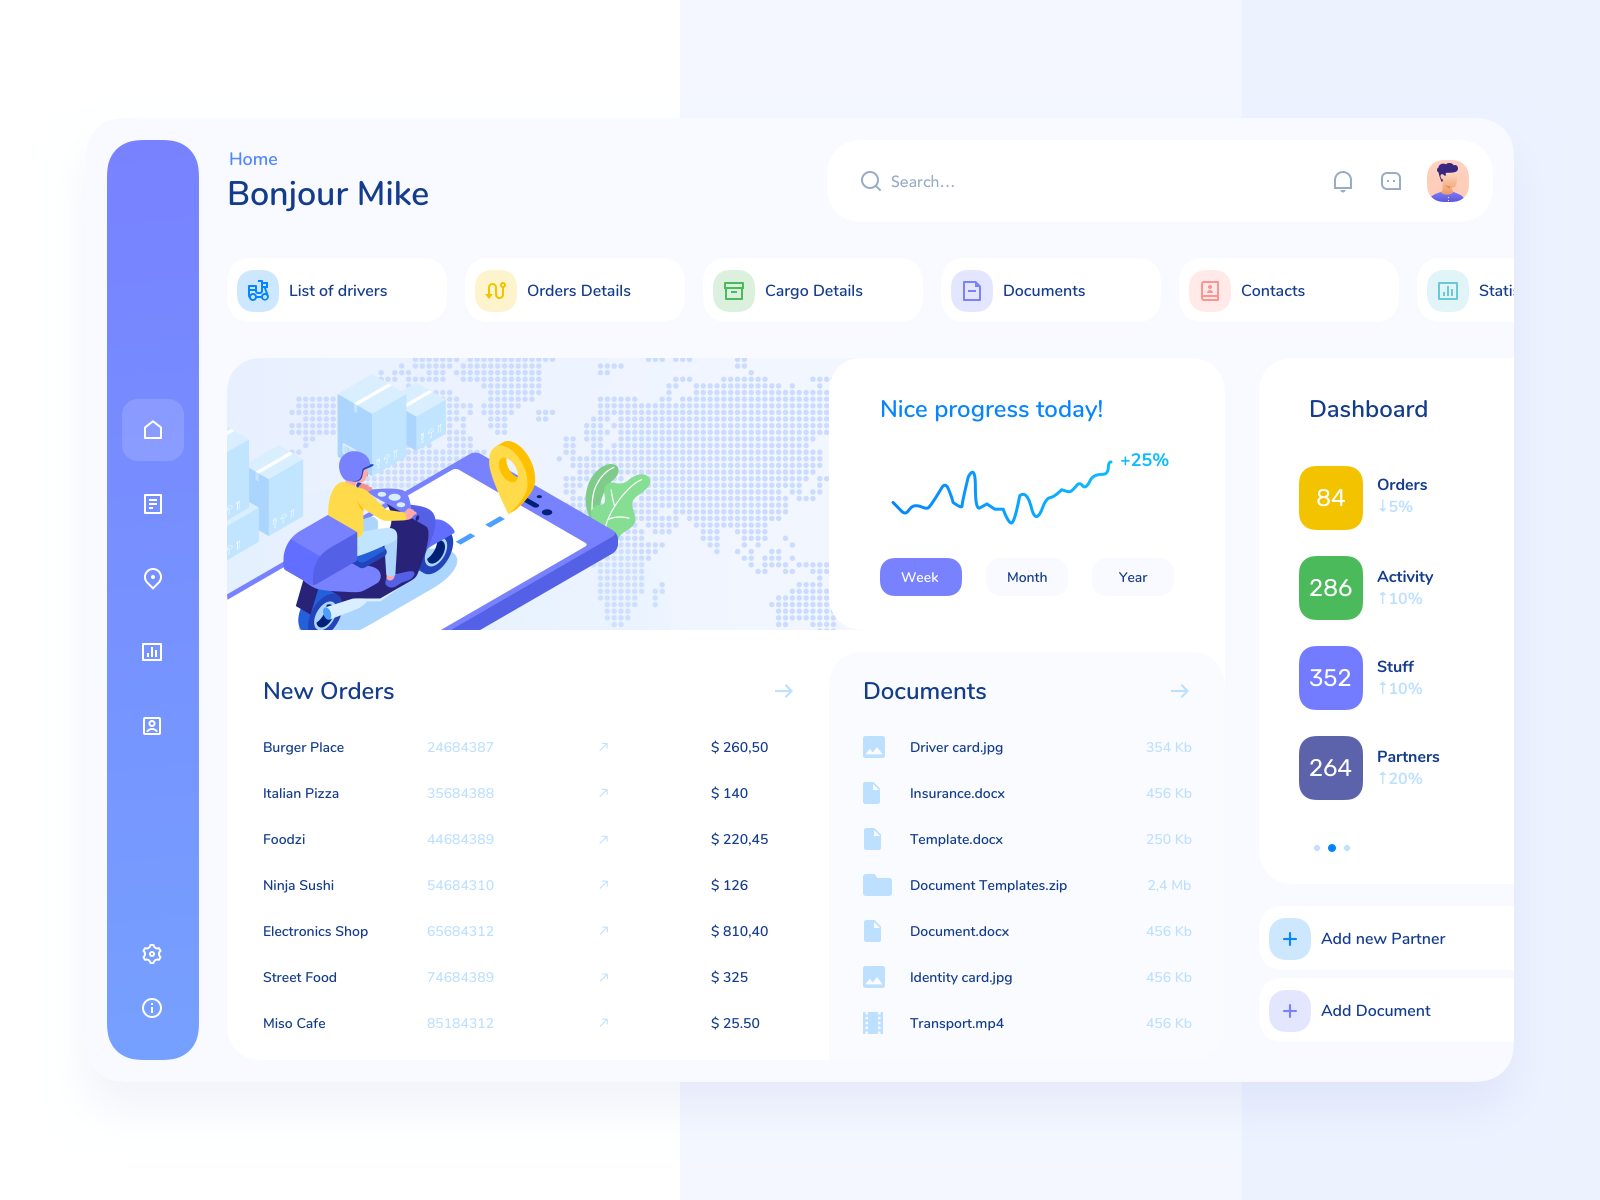 Home
Bonjour Mike
Search...
List of drivers
Orders Details
Cargo Details
Documents
Contacts
Nice progress today!
+25%
Week
Month
Year
Dashboard
84
Orders
↓5%
286
Activity
↑10%
352
Stuff
↑10%
264
Partners
↑20%
New Orders
Burger Place 24684387 $ 260,50
Italian Pizza 35684388 $ 140
Foodzi 44684389 $ 220,45
Ninja Sushi 54684310 $ 126
Electronics Shop 65684312 $ 810,40
Street Food 74684389 $ 325
Miso Cafe 85184312 $ 25.50
Documents
Driver card.jpg 354 Kb
Insurance.docx 456 Kb
Template.docx 250 Kb
Document Templates.zip 2,4 Mb
Document.docx 456 Kb
Identity card.jpg 456 Kb
Transport.mp4 456 Kb
Add new Partner
Add Document